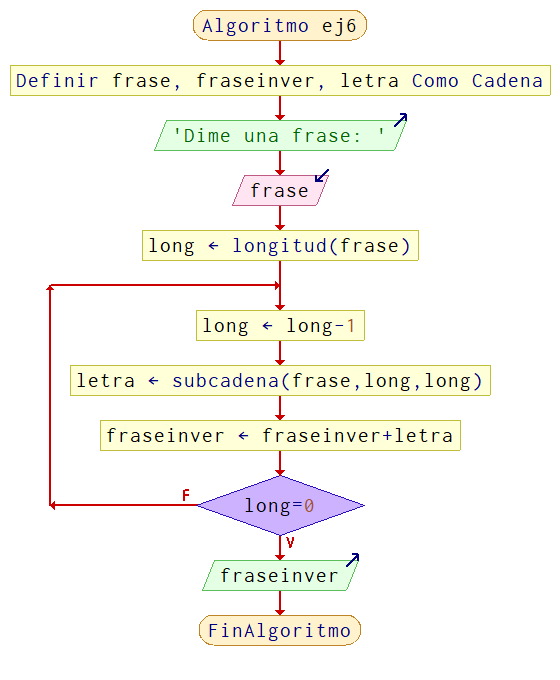 Algoritmo ej6
Definir frase, fraseinver, letra Como Cadena
'Dime una frase: '
frase
long ← longitud(frase)
long ← long-1
letra ← subcadena(frase,long,long)
fraseinver ← fraseinver+letra
F
long=0
V
fraseinver
FinAlgoritmo